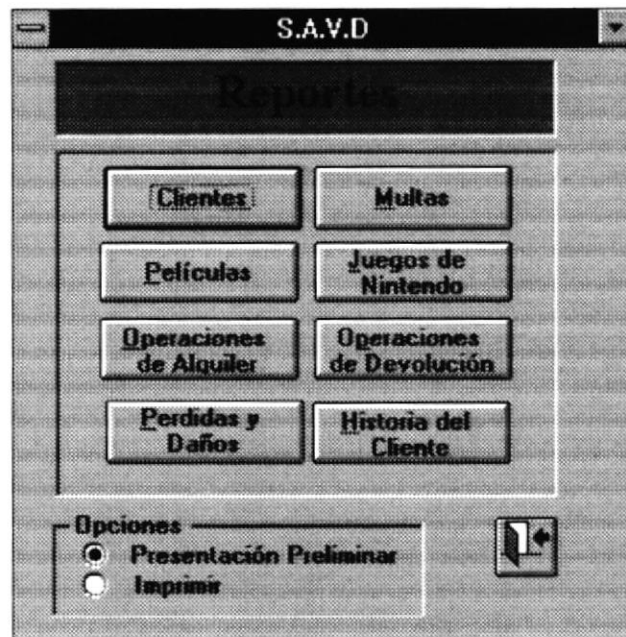 S.A.V.D
Reportes
Clientes
Multas
Películas
Juegos de
Nintendo
Operaciones
de Alquiler
Operaciones
de Devolución
Perdidas y
Daños
Historia del
Cliente
Opciones
Presentación Preliminar
Imprimir